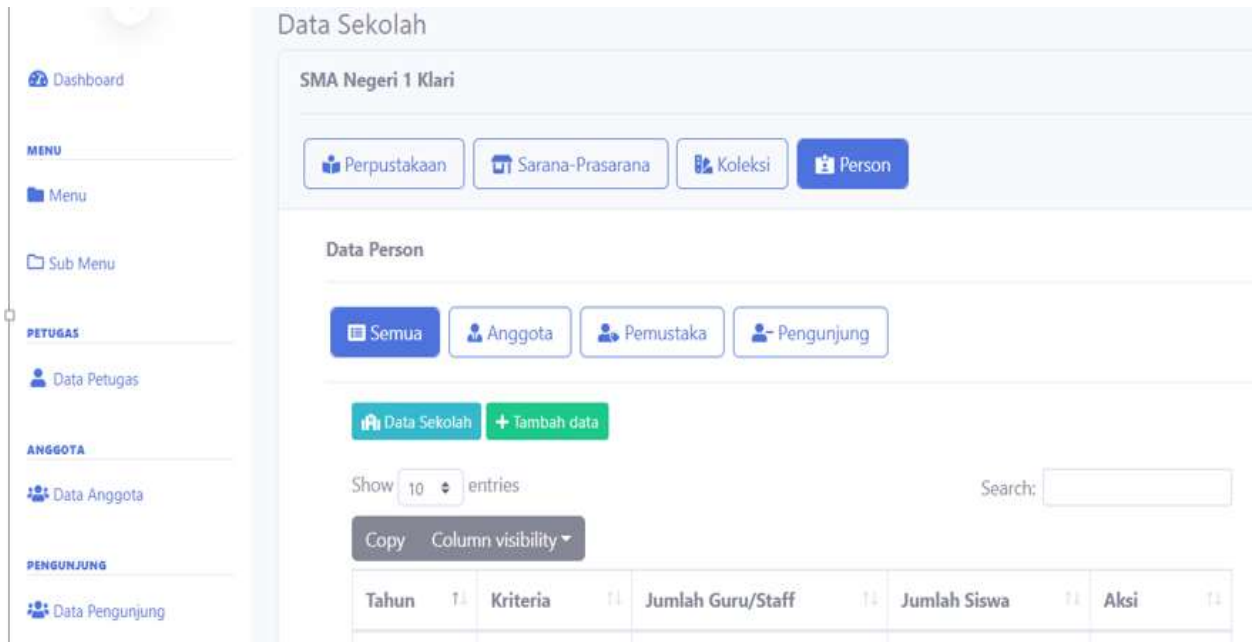 Data Sekolah
Dashboard
MENU
Menu
Sub Menu
PETUGAS
Data Petugas
ANGGOTA
Data Anggota
PENGUNJUNG
Data Pengunjung
SMA Negeri 1 Klari
Perpustakaan Sarana-Prasarana Koleksi Person
Data Person
Semua Anggota Pemustaka Pengunjung
Data Sekolah + Tambah data
Show 10 entries Search:
Copy Column visibility
Tahun Kriteria Jumlah Guru/Staff Jumlah Siswa Aksi